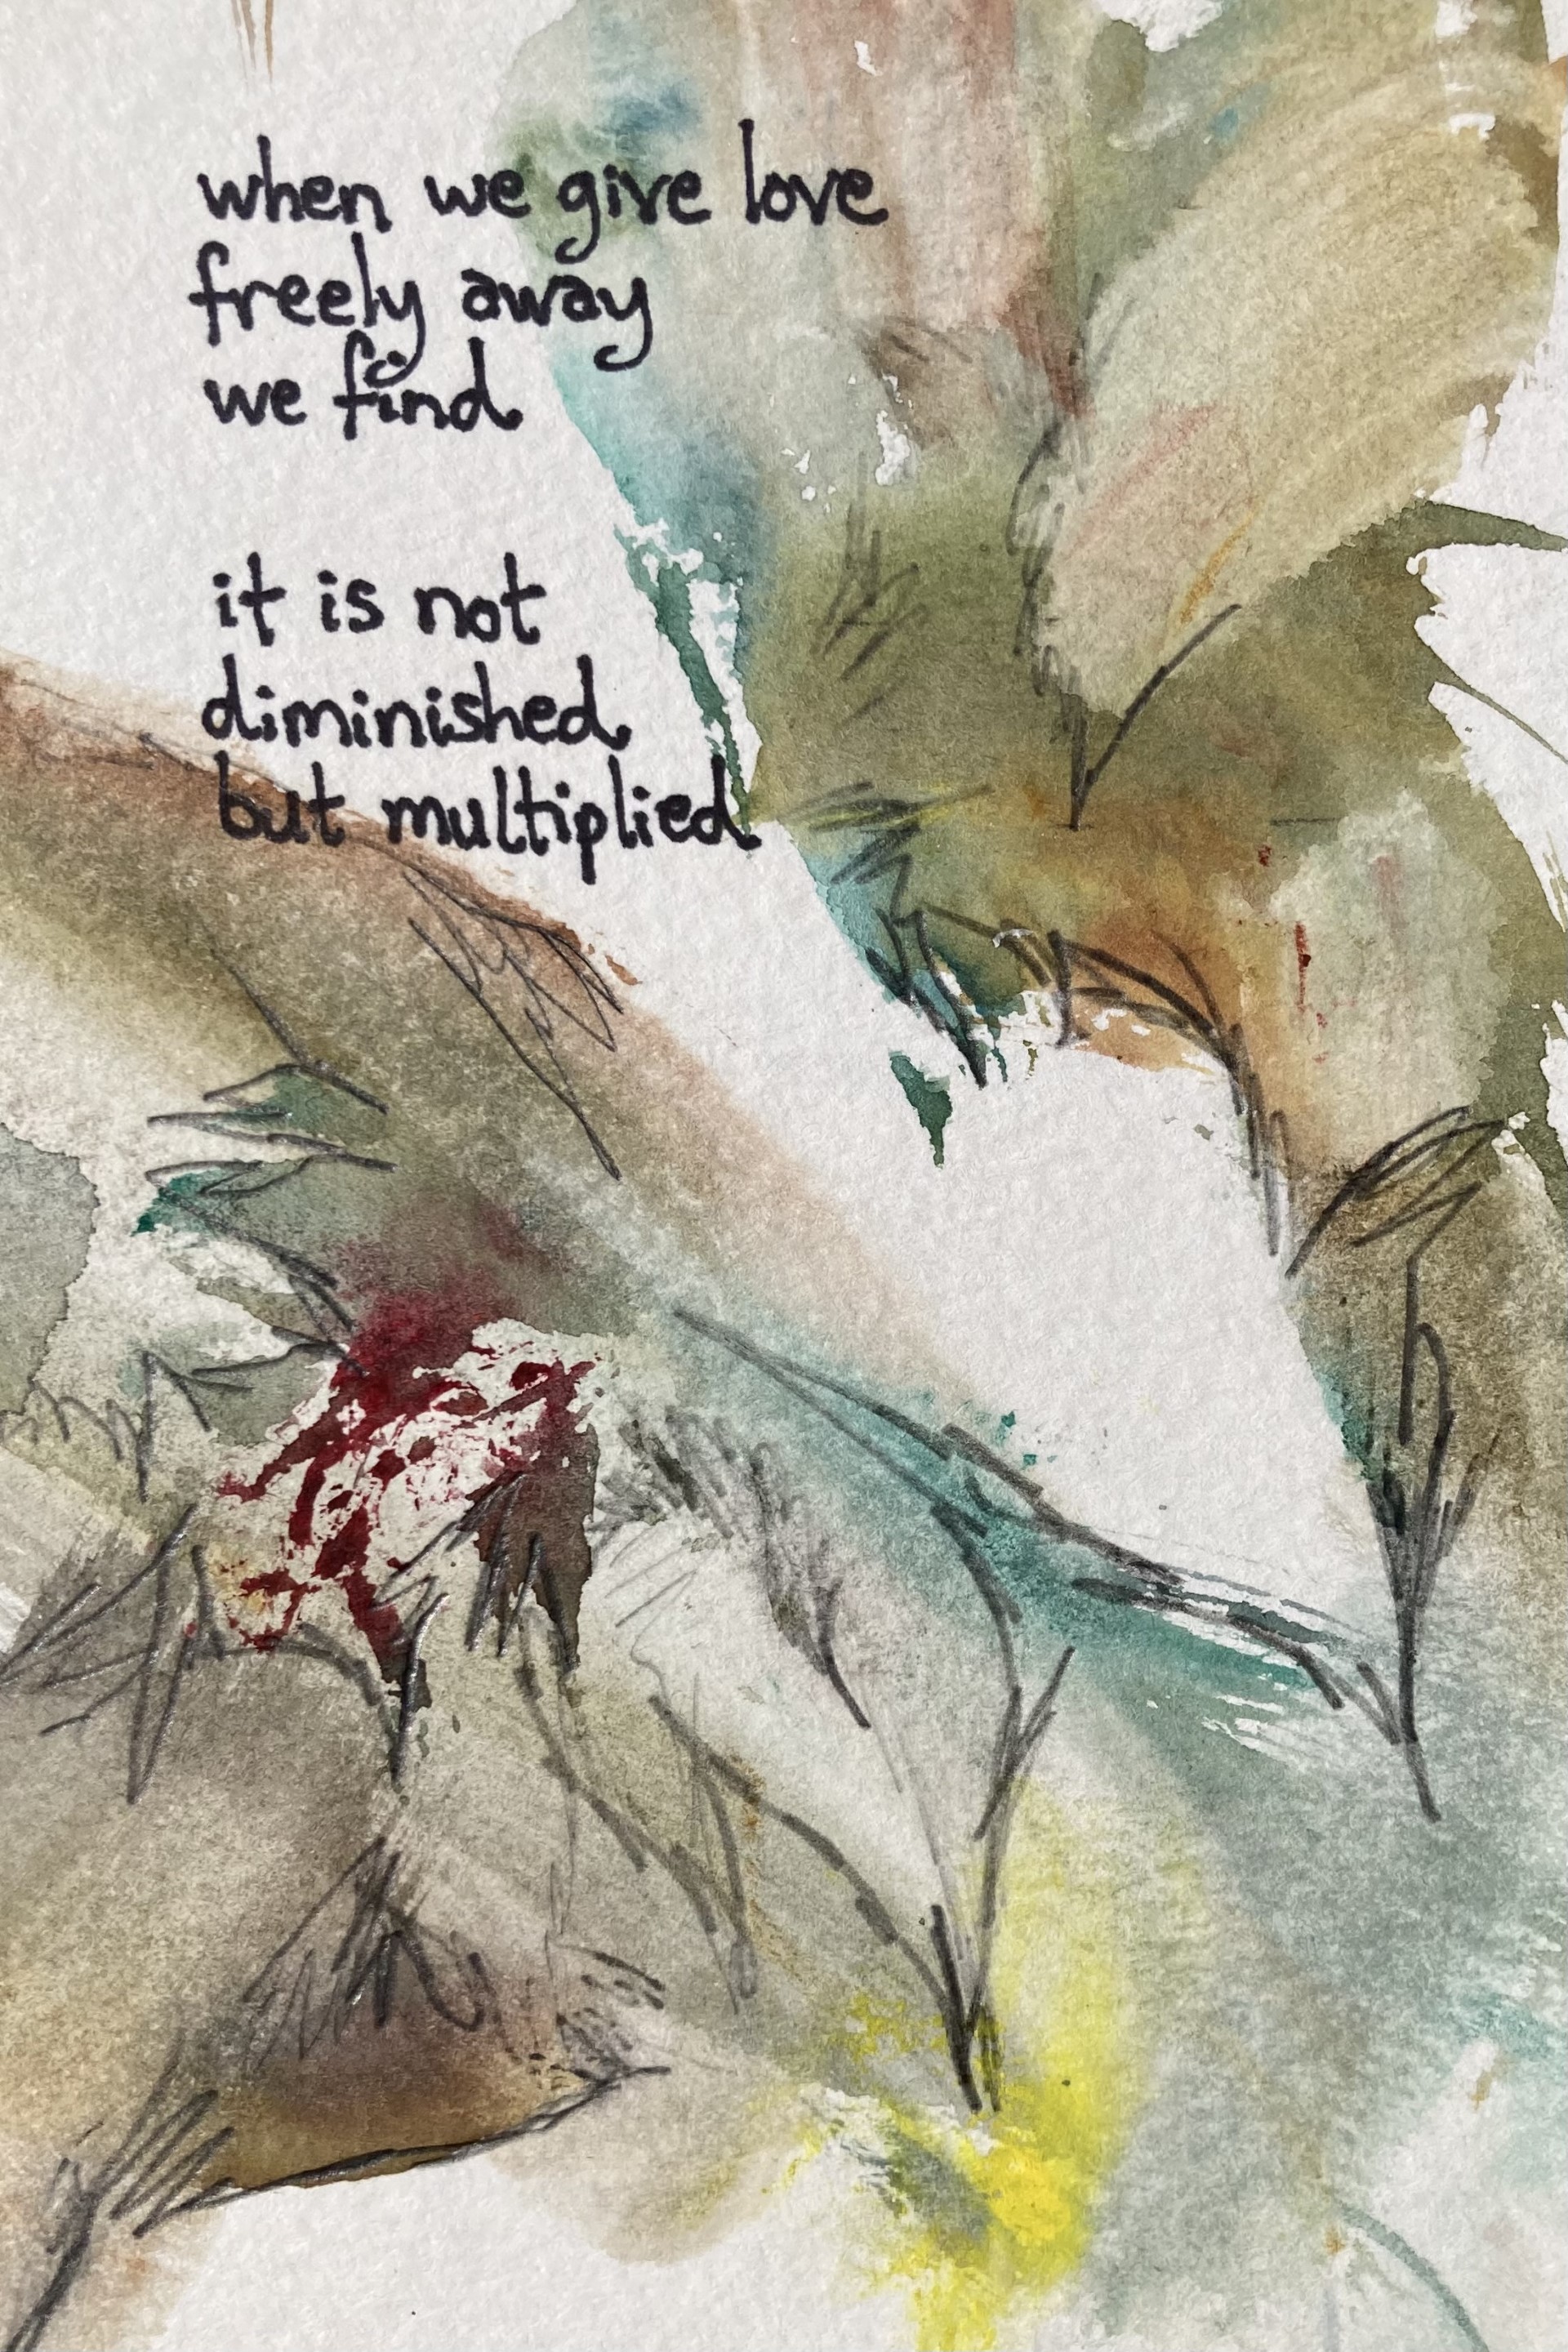 when we give love
freely away
we find
it is not
diminished
but multiplied